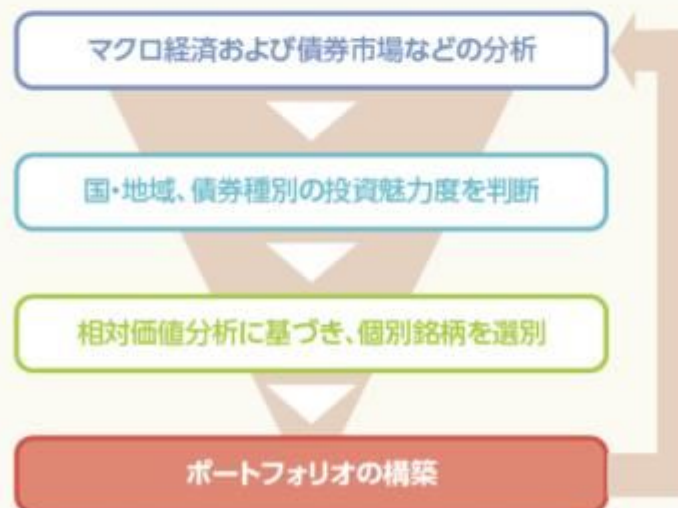 マクロ経済および債券市場などの分析
国・地域、債券種別の投資魅力度を判断
相対価値分析に基づき、個別銘柄を選別
ポートフォリオの構築